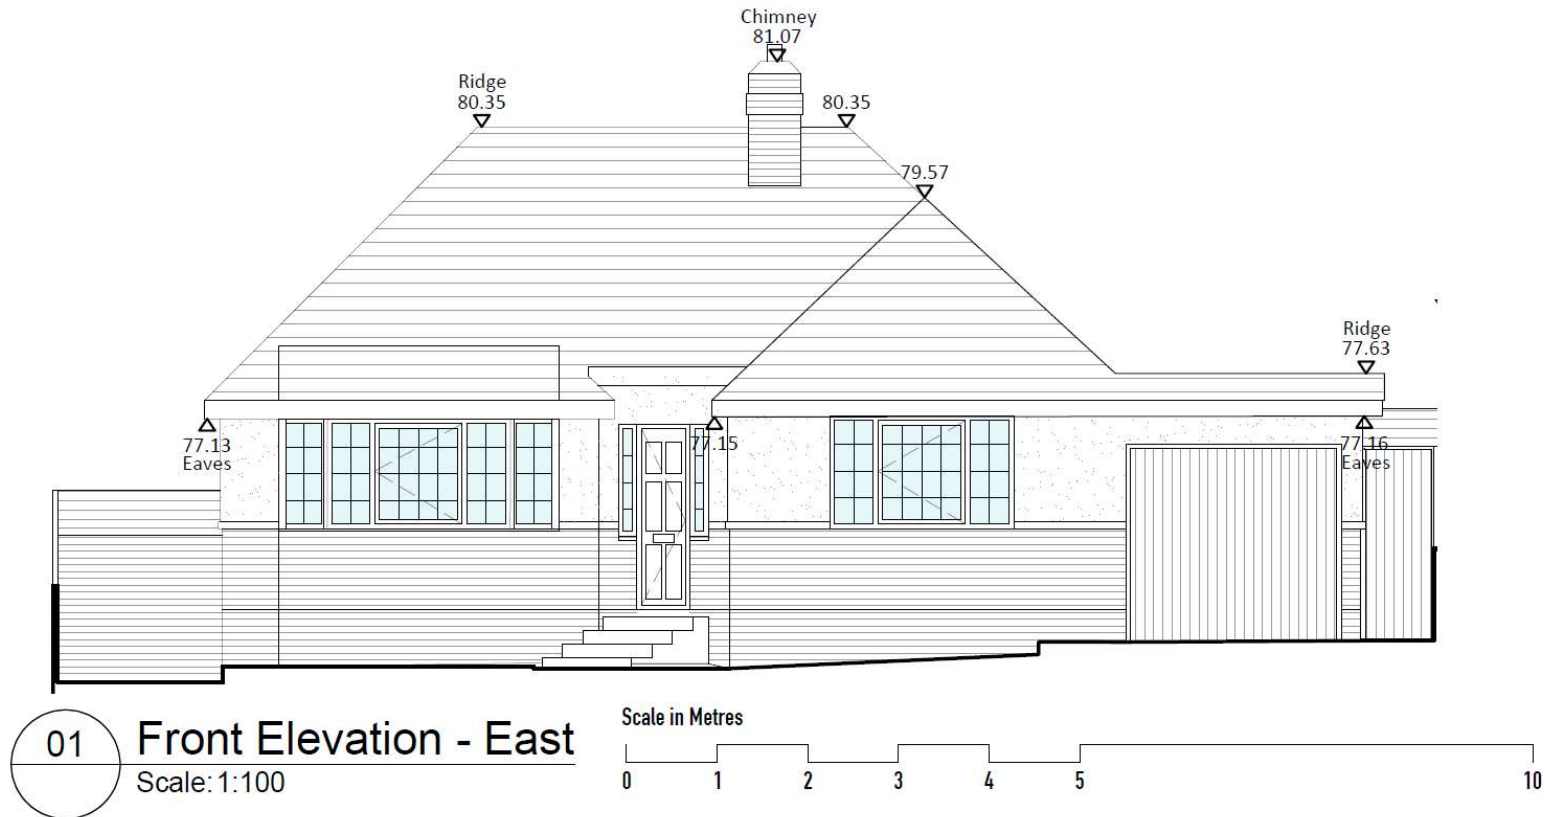 Chimney
81.07
Ridge
80.35
80.35
79.57
Ridge
77.63
77.13
Eaves
77.15
77.16
Eaves
01
Front Elevation - East
Scale: 1:100
Scale in Metres
0 1 2 3 4 5 10